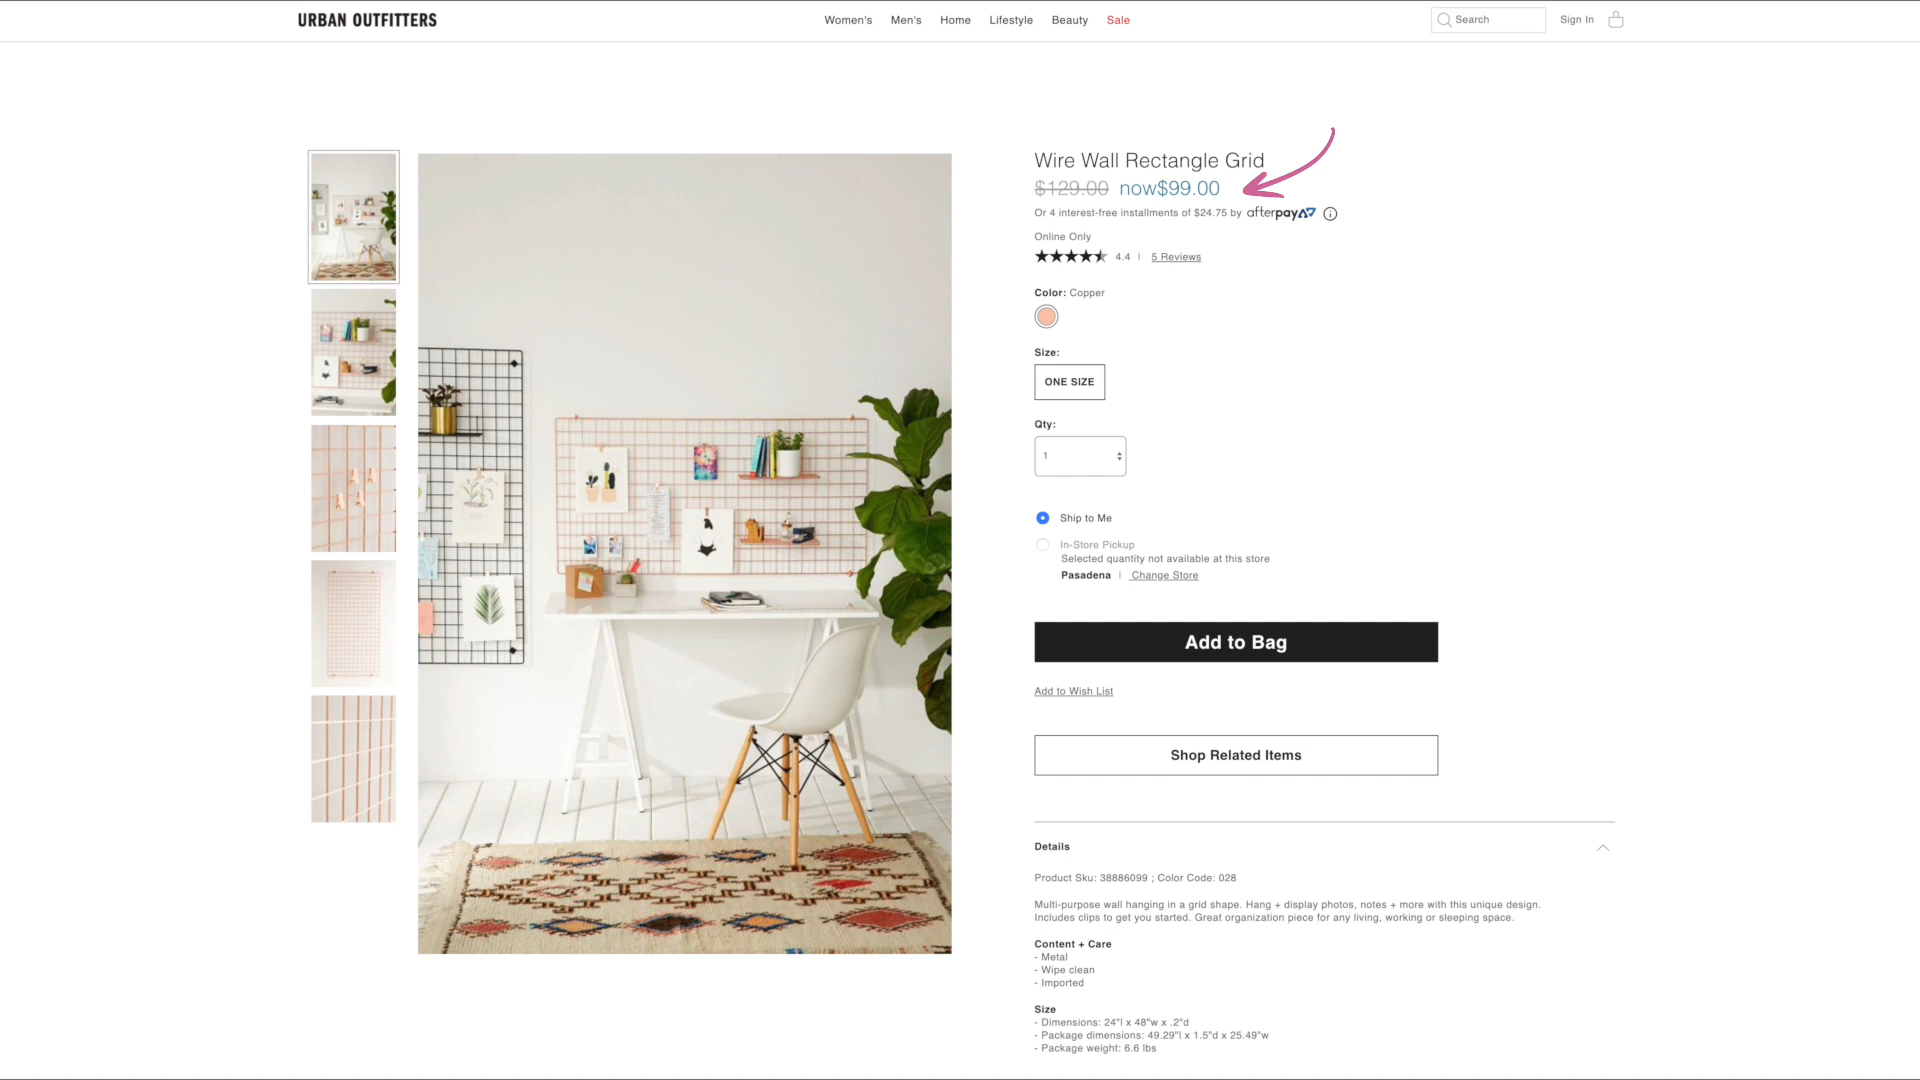 URBAN OUTFITTERS
Women's Men's Home Lifestyle Beauty Sale
Search
Sign In
Wire Wall Rectangle Grid
$129.00 now$99.00
Or 4 interest-free installments of $24.75 by afterpay
Online Only
4.4 | 5 Reviews
Color: Copper
Size:
ONE SIZE
Qty:
1
Ship to Me
In-Store Pickup
Selected quantity not available at this store
Pasadena | Change Store
Add to Bag
Add to Wish List
Shop Related Items
Details
Product Sku: 38886099 ; Color Code: 028
Multi-purpose wall hanging in a grid shape. Hang + display photos, notes + more with this unique design.
Includes clips to get you started. Great organization piece for any living, working or sleeping space.
Content + Care
- Metal
- Wipe clean
- Imported
Size
- Dimensions: 24"l x 48"w x .2"d
- Package dimensions: 49.29"l x 1.5"d x 25.49"w
- Package weight: 6.6 lbs